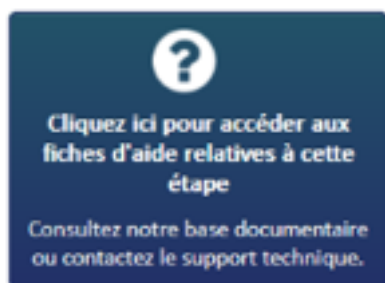 ?
Cliquez ici pour accéder aux
fiches d'aide relatives à cette
étape
Consultez notre base documentaire
ou contactez le support technique.